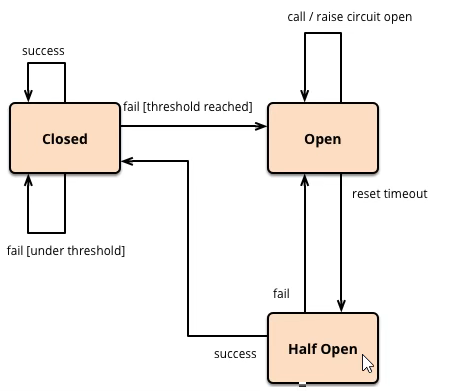 call / raise circuit open
success
fail [threshold reached]
Closed
Open
reset timeout
fail [under threshold]
fail
Half Open
success